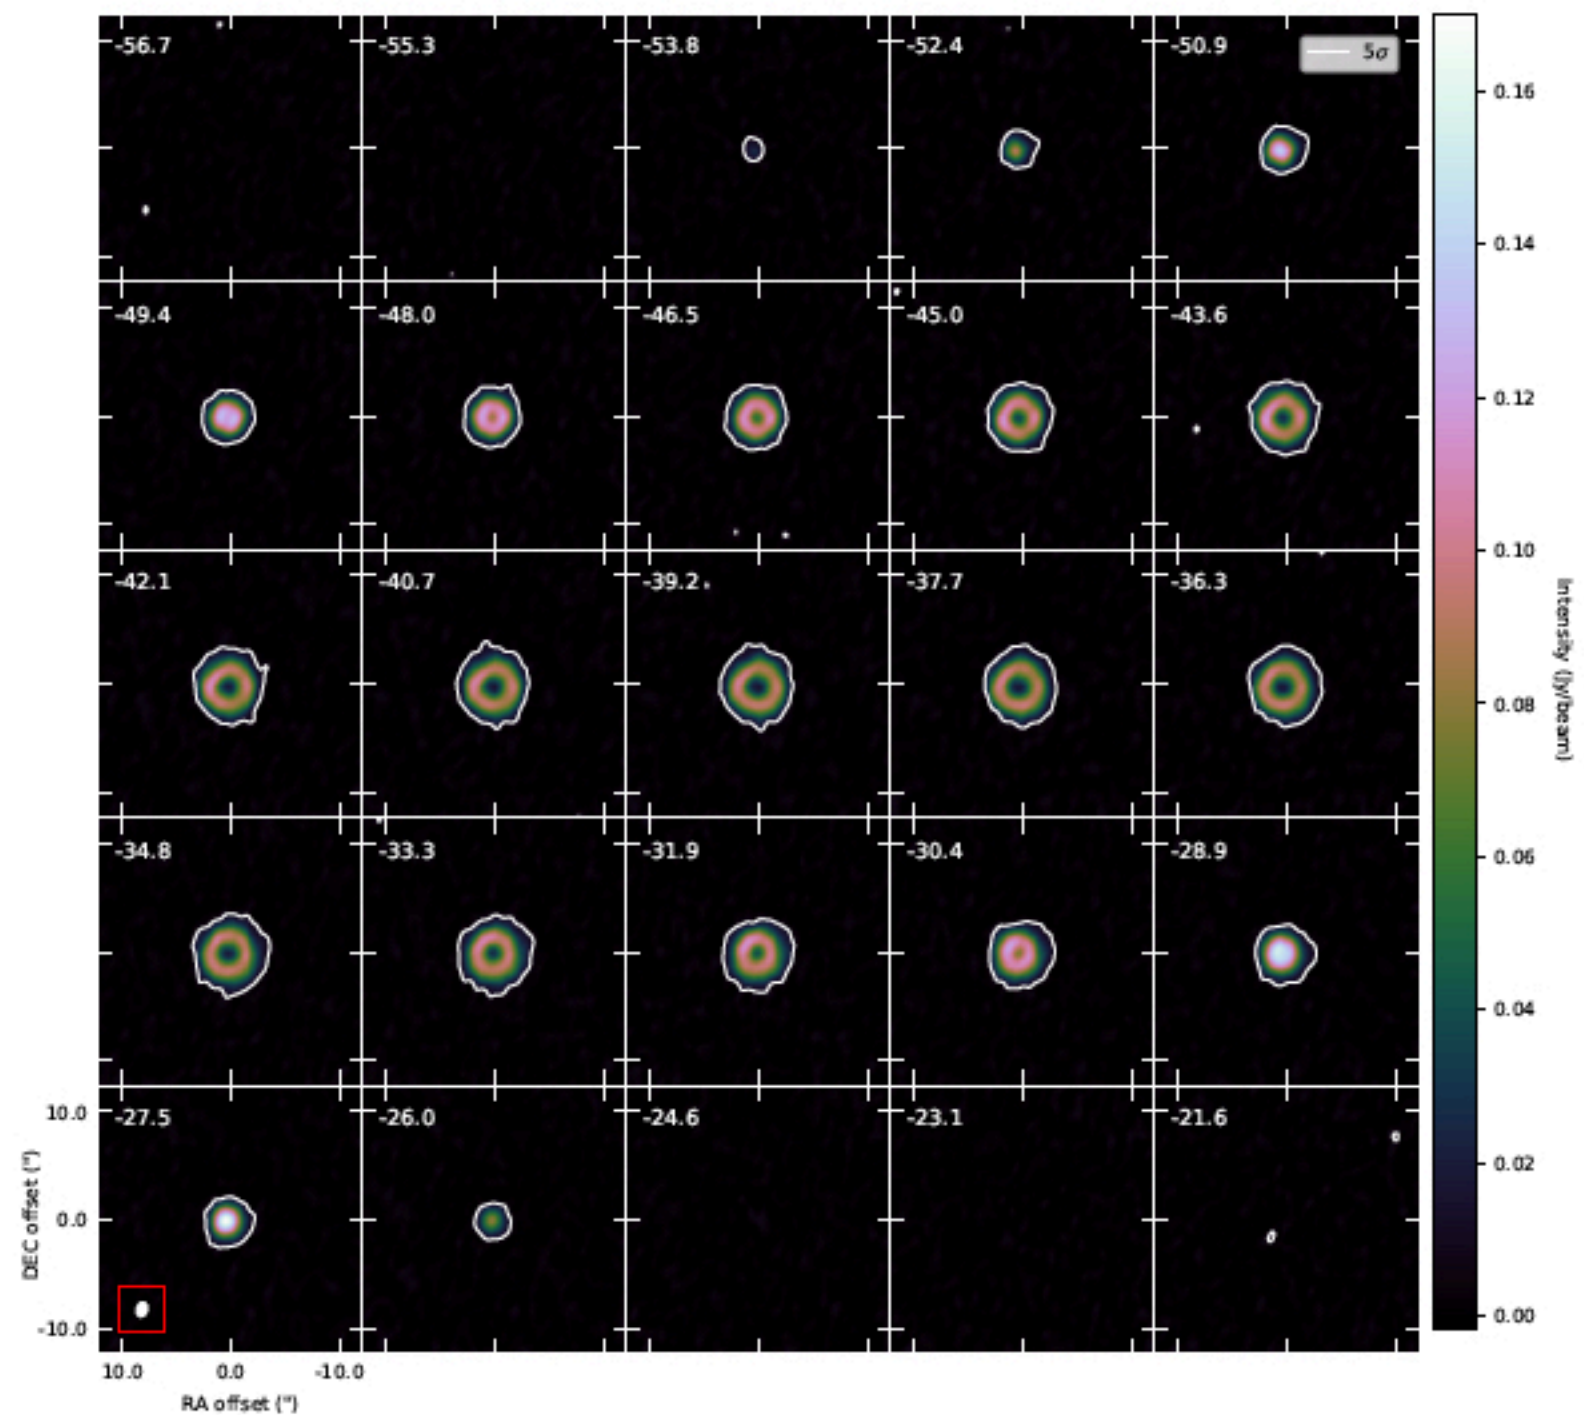 -56.7 -55.3 -53.8 -52.4 -50.9
5σ
-49.4 -48.0 -46.5 -45.0 -43.6
-42.1 -40.7 -39.2 -37.7 -36.3
-34.8 -33.3 -31.9 -30.4 -28.9
-27.5 -26.0 -24.6 -23.1 -21.6
10.0
0.0
-10.0
DEC offset (")
10.0 0.0 -10.0
RA offset (")
0.16
0.14
0.12
0.10
0.08
0.06
0.04
0.02
0.00
Intensity (Jy/beam)